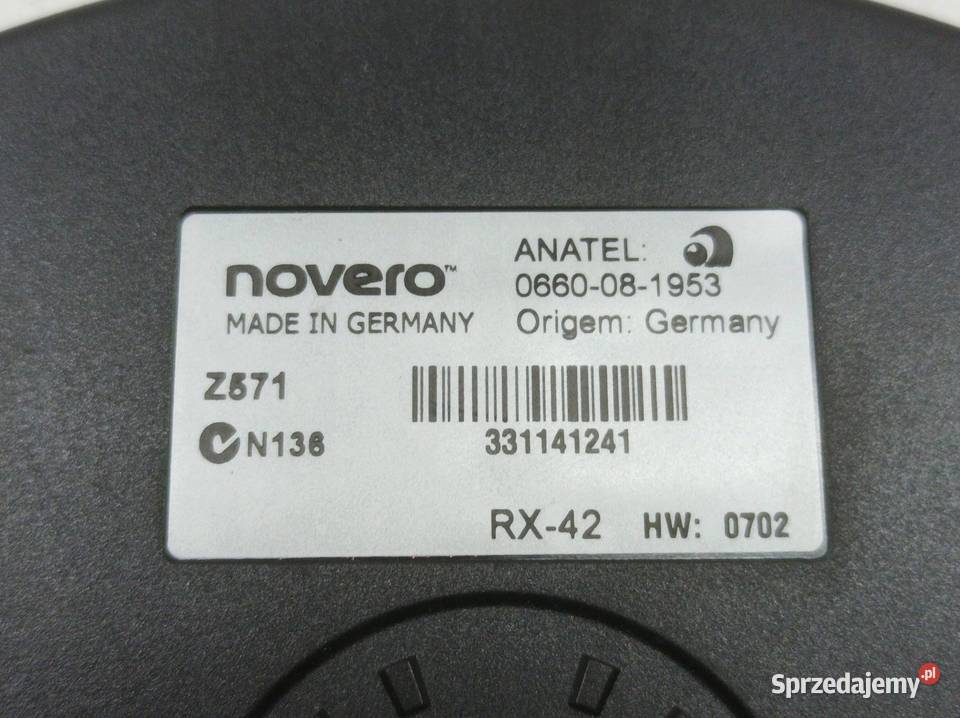 novero™
MADE IN GERMANY
ANATEL:
0660-08-1953
Origem: Germany
Z571
N136
331141241
RX-42 HW: 0702
Sprzedajemy.pl